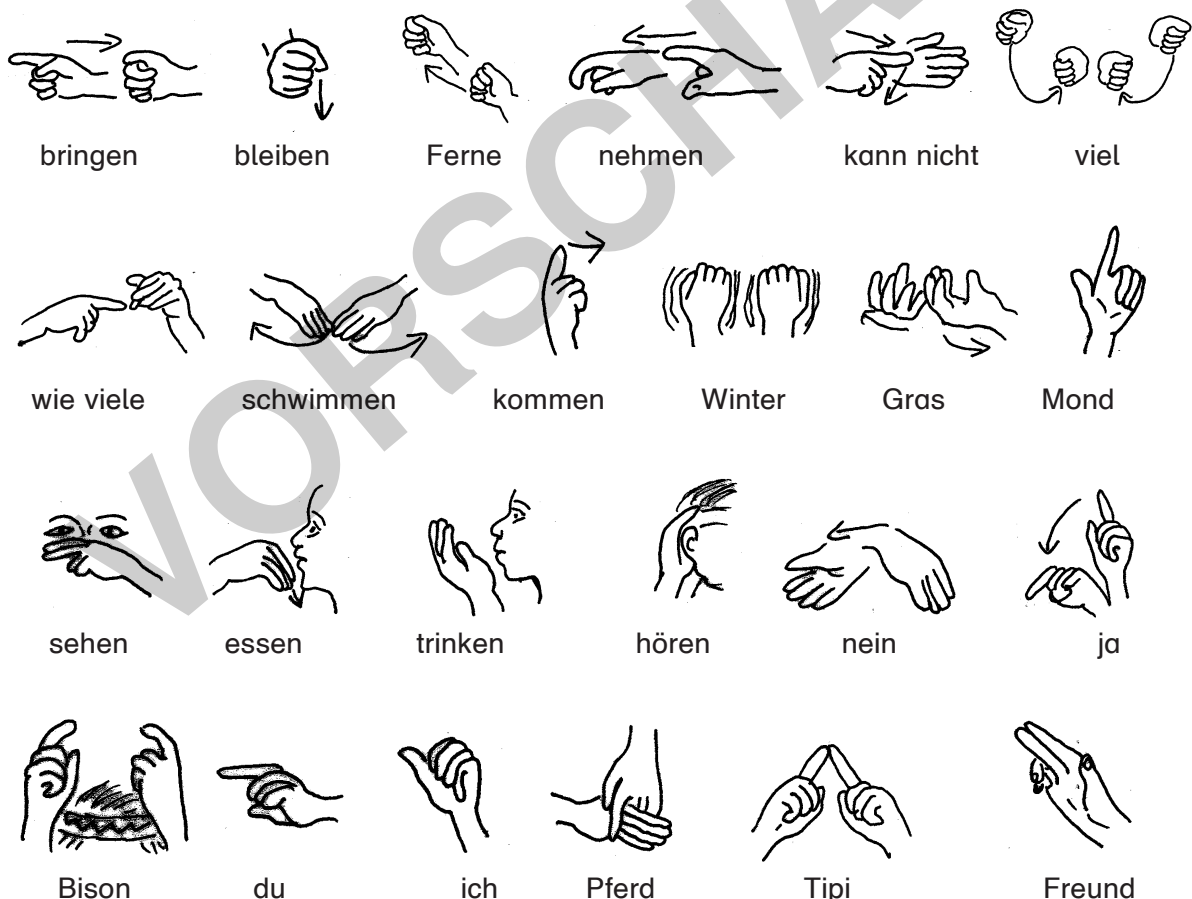 bringen bleiben Ferne nehmen kann nicht viel
wie viele schwimmen kommen Winter Gras Mond
sehen essen trinken hören nein ja
Bison du ich Pferd Tipi Freund
VORSCHA